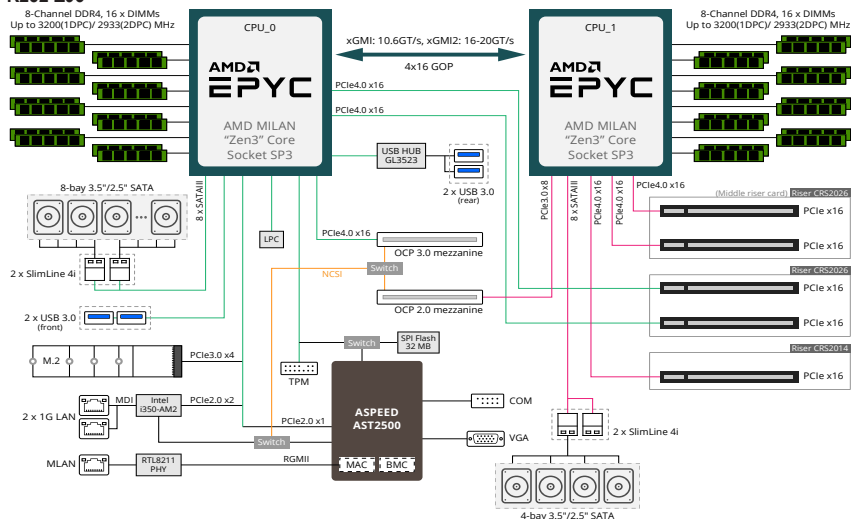 8-Channel DDR4, 16 x DIMMs
Up to 3200(1DPC)/ 2933(2DPC) MHz
CPU_0
AMD
EPYC
AMD MILAN
"Zen3" Core
Socket SP3
xGMI: 10.6GT/s, xGMI2: 16-20GT/s
4x16 GOP
CPU_1
AMD
EPYC
AMD MILAN
"Zen3" Core
Socket SP3
8-Channel DDR4, 16 x DIMMs
Up to 3200(1DPC)/ 2933(2DPC) MHz
PCIe4.0 x16
PCIe4.0 x16
USB HUB
GL3523
2 x USB 3.0
(rear)
8-bay 3.5"/2.5" SATA
8 x SATAIII
2 x SlimLine 4i
LPC
PCIe4.0 x16
OCP 3.0 mezzanine
Switch
NCSI
OCP 2.0 mezzanine
PCIe3.0 x8
8 x SATAIII
PCIe4.0 x16
PCIe4.0 x16
PCIe4.0 x16
(Middle riser card)
Riser CRS2026
PCIe x16
PCIe x16
Riser CRS2026
PCIe x16
PCIe x16
Riser CRS2014
PCIe x16
2 x USB 3.0
(front)
M.2
PCIe3.0 x4
Switch
SPI Flash
32 MB
TPM
2 x 1G LAN
MDI
Intel
i350-AM2
PCIe2.0 x2
PCIe2.0 x1
Switch
ASPEED
AST2500
MAC
BMC
COM
VGA
MLAN
RTL8211
PHY
RGMII
2 x SlimLine 4i
4-bay 3.5"/2.5" SATA